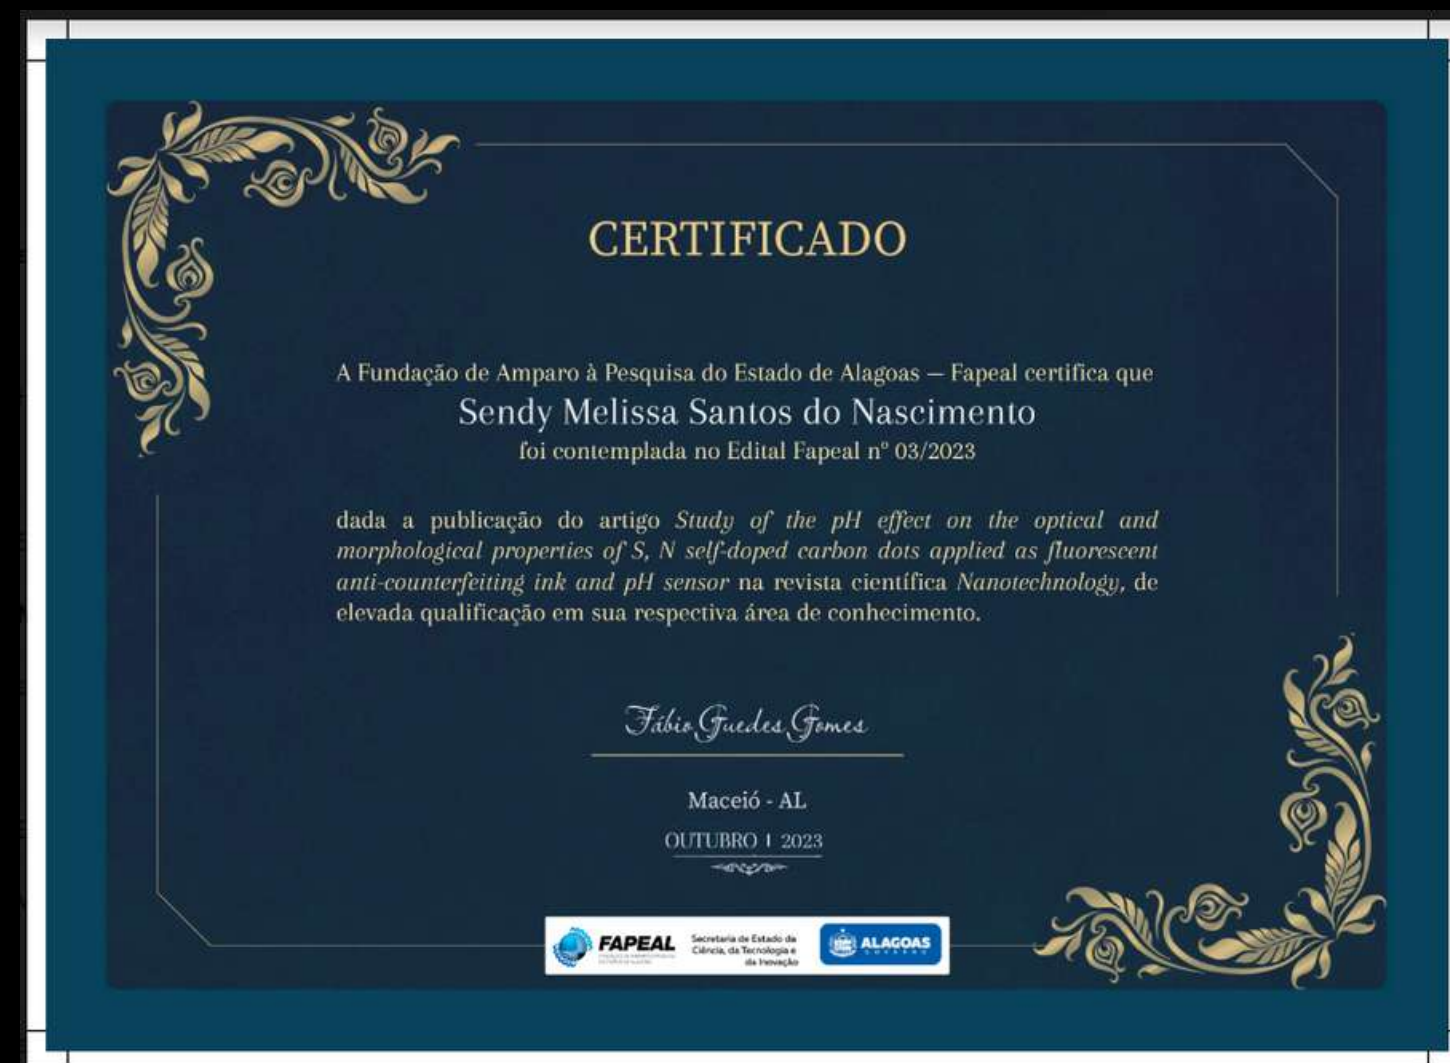 CERTIFICADO
A Fundação de Amparo à Pesquisa do Estado de Alagoas – Fapeal certifica que
Sendy Melissa Santos do Nascimento
foi contemplada no Edital Fapeal nº 03/2023
dada a publicação do artigo Study of the pH effect on the optical and
morphological properties of S, N self-doped carbon dots applied as fluorescent
anti-counterfeiting ink and pH sensor na revista científica Nanotechnology, de
elevada qualificação em sua respectiva área de conhecimento.
Fábio Guedes Gomes
Maceió - AL
OUTUBRO | 2023
FAPEAL
Secretaria de Estado da
Ciência, da Tecnologia e
da Inovação
ALAGOAS
GOVERNO